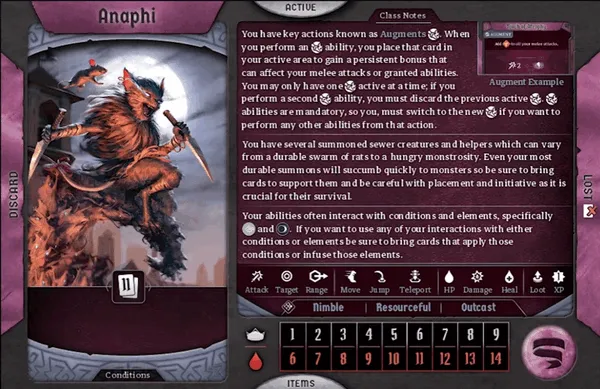 Anaphi
ACTIVE
Class Notes
You have key actions known as Augments . When
you perform an ability, you place that card in
your active area to gain a persistent bonus that
can affect your melee attacks or granted abilities.
You may only have one active at a time; if you
perform a second ability, you must discard the previous active .
abilities are mandatory, so you, must switch to the new if you want to
perform any other abilities from that action.
Augment Example
You have several summoned sewer creatures and helpers which can vary
from a durable swarm of rats to a hungry monstrosity. Even your most
durable summons will succumb quickly to monsters so be sure to bring
cards to support them and be careful with placement and initiative as it is
crucial for their survival.
Your abilities often interact with conditions and elements, specifically
and . If you want to use any of your interactions with either
conditions or elements be sure to bring cards that apply those
conditions or infuse those elements.
Attack Target Range Move Jump Teleport HP Damage Heal Loot XP
Nimble | Resourceful | Outcast
DISCARD
LOST
11
1 2 3 4 5 6 7 8 9
6 7 8 9 10 11 12 13 14
Conditions
ITEMS